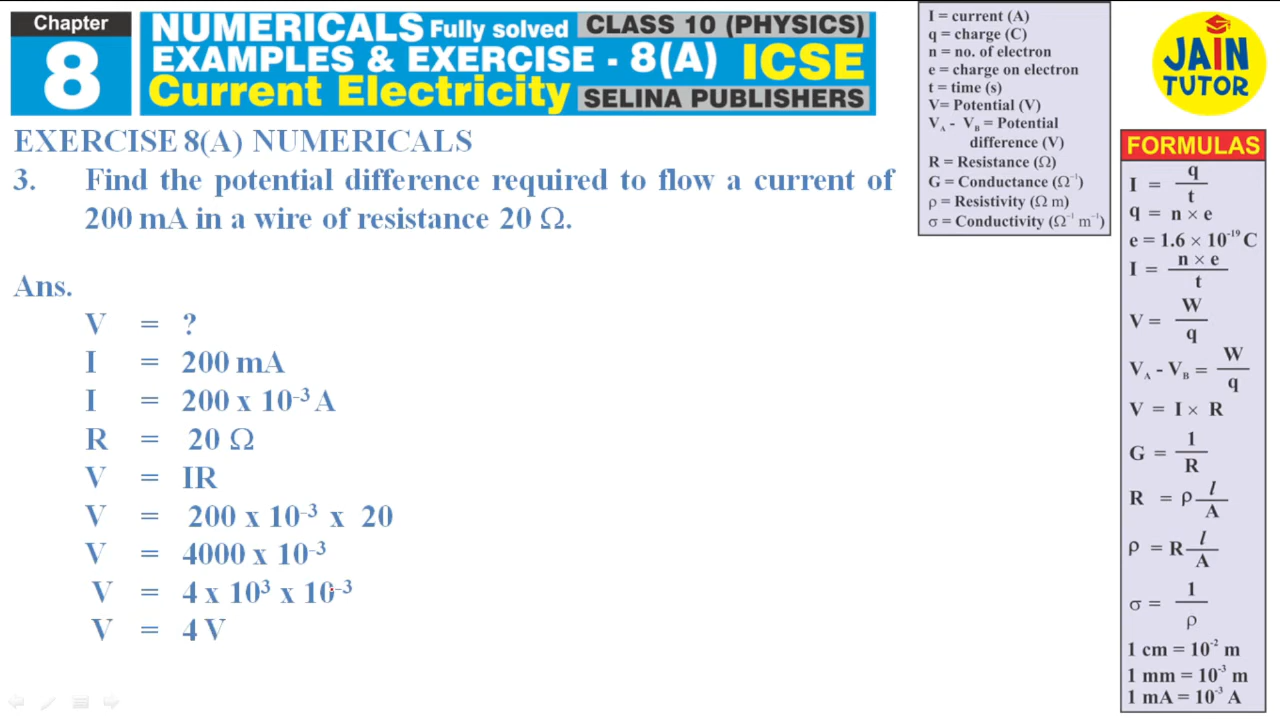 Chapter
8
NUMERICALS Fully solved CLASS 10 (PHYSICS)
EXAMPLES & EXERCISE - 8(A) ICSE
Current Electricity SELINA PUBLISHERS
EXERCISE 8(A) NUMERICALS
3. Find the potential difference required to flow a current of
200 mA in a wire of resistance 20 Ω.
Ans.
V = ?
I = 200 mA
I = 200 x 10⁻³ A
R = 20 Ω
V = IR
V = 200 x 10⁻³ x 20
V = 4000 x 10⁻³
V = 4 x 10³ x 10⁻³
V = 4 V
I = current (A)
q = charge (C)
n = no. of electron
e = charge on electron
t = time (s)
V= Potential (V)
V_A - V_B = Potential
difference (V)
R = Resistance (Ω)
G = Conductance (Ω⁻¹)
ρ = Resistivity (Ω m)
σ = Conductivity (Ω⁻¹ m⁻¹)
JAIN
TUTOR
FORMULAS
I = q/t
q = n × e
e = 1.6 × 10⁻¹⁹ C
I = n × e/t
V = W/q
V_A - V_B = W/q
V = I × R
G = 1/R
R = ρ l/A
ρ = R l/A
σ = 1/ρ
1 cm = 10⁻² m
1 mm = 10⁻³ m
1 mA = 10⁻³ A